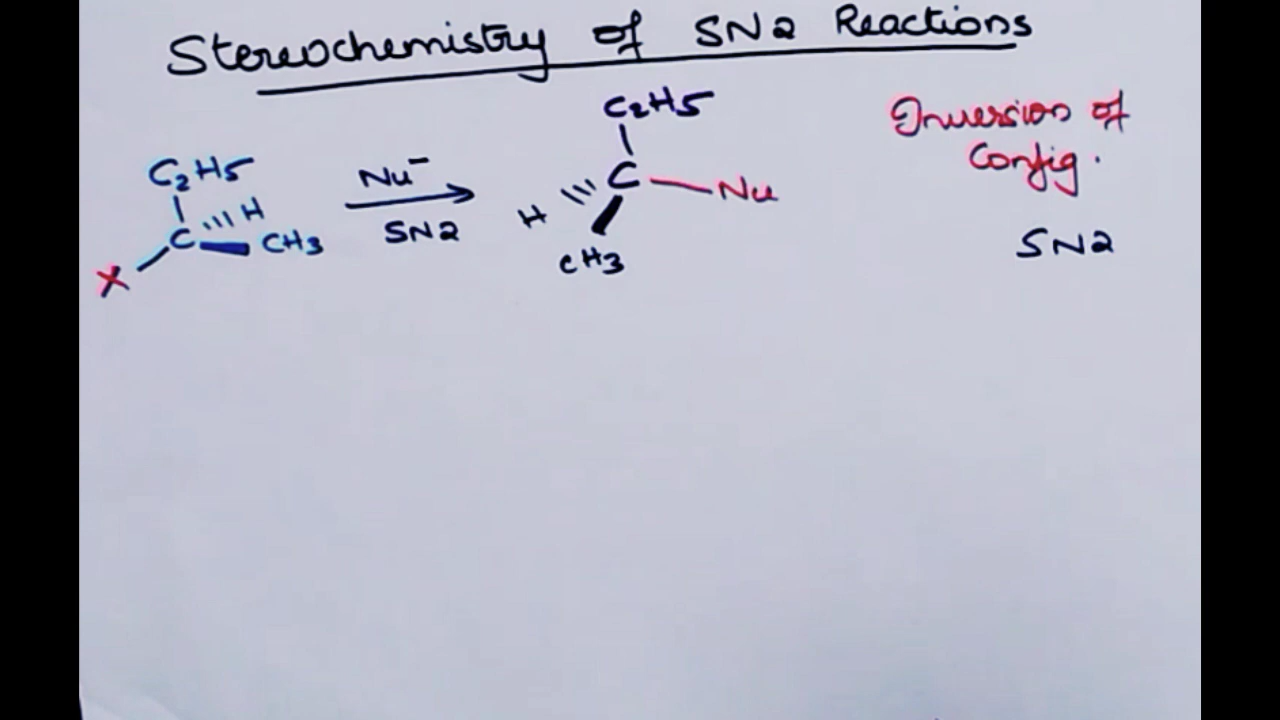 Stereochemistry of SN2 Reactions
C2H5
Inversion of
Config.
C2H5
Nu⁻
C
Nu
H
C
CH3
SN2
H
SN2
X
CH3